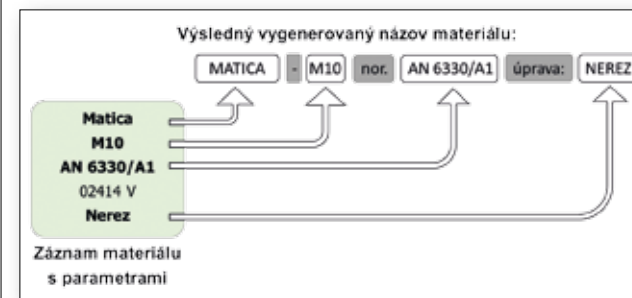 Výsledný vygenerovaný názov materiálu:
MATICA - M10 nor. AN 6330/A1 úprava: NEREZ
Matica
M10
AN 6330/A1
02414 V
Nerez
Záznam materiálu
s parametrami